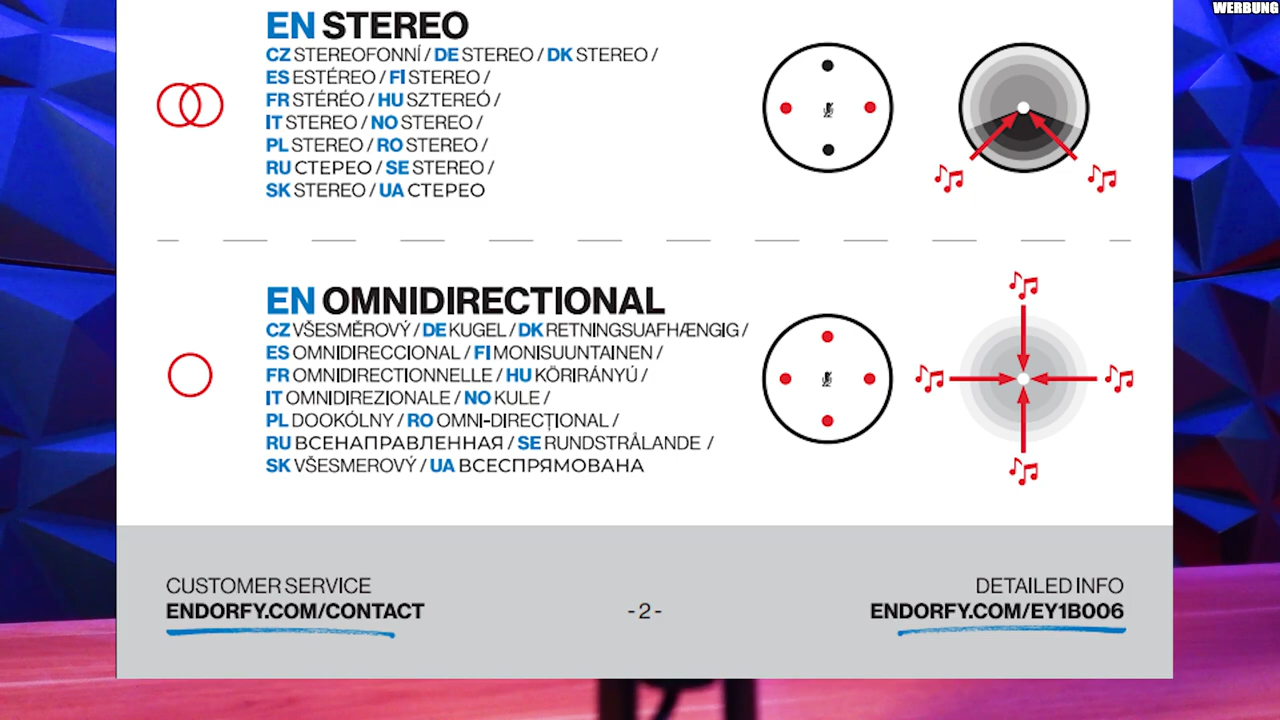 WERBUNG
EN STEREO
CZ STEREOFONNÍ / DE STEREO / DK STEREO /
ES ESTÉREO / FI STEREO /
FR STÉRÉO / HU SZTEREÓ /
IT STEREO / NO STEREO /
PL STEREO / RO STEREO /
RU СТЕРЕО / SE STEREO /
SK STEREO / UA СТЕРЕО
EN OMNIDIRECTIONAL
CZ VŠESMĚROVÝ / DE KUGEL / DK RETNINGSUAFHÆNGIG /
ES OMNIDIRECCIONAL / FI MONISUUNTAINEN /
FR OMNIDIRECTIONNELLE / HU KÖRIRÁNYÚ /
IT OMNIDIREZIONALE / NO KULE /
PL DOOKÓLNY / RO OMNI-DIRECȚIONAL /
RU ВСЕНАПРАВЛЕННАЯ / SE RUNDSTRÅLANDE /
SK VŠESMEROVÝ / UA ВСЕСПРЯМОВАНА
CUSTOMER SERVICE
ENDORFY.COM/CONTACT
- 2 -
DETAILED INFO
ENDORFY.COM/EY1B006